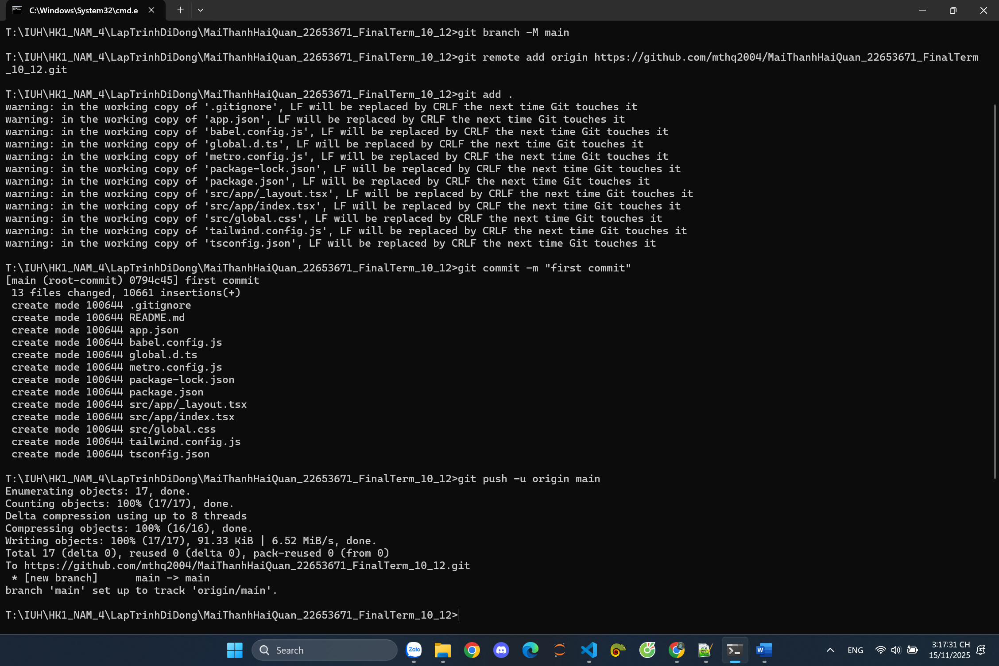 C:\Windows\System32\cmd.e
T:\IUH\HK1_NAM_4\LapTrinhDiDong\MaiThanhHaiQuan_22653671_FinalTerm_10_12>git branch -M main
T:\IUH\HK1_NAM_4\LapTrinhDiDong\MaiThanhHaiQuan_22653671_FinalTerm_10_12>git remote add origin https://github.com/mthq2004/MaiThanhHaiQuan_22653671_FinalTerm
_10_12.git
T:\IUH\HK1_NAM_4\LapTrinhDiDong\MaiThanhHaiQuan_22653671_FinalTerm_10_12>git add .
warning: in the working copy of '.gitignore', LF will be replaced by CRLF the next time Git touches it
warning: in the working copy of 'app.json', LF will be replaced by CRLF the next time Git touches it
warning: in the working copy of 'babel.config.js', LF will be replaced by CRLF the next time Git touches it
warning: in the working copy of 'global.d.ts', LF will be replaced by CRLF the next time Git touches it
warning: in the working copy of 'metro.config.js', LF will be replaced by CRLF the next time Git touches it
warning: in the working copy of 'package-lock.json', LF will be replaced by CRLF the next time Git touches it
warning: in the working copy of 'package.json', LF will be replaced by CRLF the next time Git touches it
warning: in the working copy of 'src/app/_layout.tsx', LF will be replaced by CRLF the next time Git touches it
warning: in the working copy of 'src/app/index.tsx', LF will be replaced by CRLF the next time Git touches it
warning: in the working copy of 'src/global.css', LF will be replaced by CRLF the next time Git touches it
warning: in the working copy of 'tailwind.config.js', LF will be replaced by CRLF the next time Git touches it
warning: in the working copy of 'tsconfig.json', LF will be replaced by CRLF the next time Git touches it
T:\IUH\HK1_NAM_4\LapTrinhDiDong\MaiThanhHaiQuan_22653671_FinalTerm_10_12>git commit -m "first commit"
[main (root-commit) 0794c45] first commit
 13 files changed, 10661 insertions(+)
 create mode 100644 .gitignore
 create mode 100644 README.md
 create mode 100644 app.json
 create mode 100644 babel.config.js
 create mode 100644 global.d.ts
 create mode 100644 metro.config.js
 create mode 100644 package-lock.json
 create mode 100644 package.json
 create mode 100644 src/app/_layout.tsx
 create mode 100644 src/app/index.tsx
 create mode 100644 src/global.css
 create mode 100644 tailwind.config.js
 create mode 100644 tsconfig.json
T:\IUH\HK1_NAM_4\LapTrinhDiDong\MaiThanhHaiQuan_22653671_FinalTerm_10_12>git push -u origin main
Enumerating objects: 17, done.
Counting objects: 100% (17/17), done.
Delta compression using up to 8 threads
Compressing objects: 100% (16/16), done.
Writing objects: 100% (17/17), 91.33 KiB | 6.52 MiB/s, done.
Total 17 (delta 0), reused 0 (delta 0), pack-reused 0 (from 0)
To https://github.com/mthq2004/MaiThanhHaiQuan_22653671_FinalTerm_10_12.git
 * [new branch]      main -> main
branch 'main' set up to track 'origin/main'.
T:\IUH\HK1_NAM_4\LapTrinhDiDong\MaiThanhHaiQuan_22653671_FinalTerm_10_12>
Search
Zalo
W
ENG
3:17:31 CH
15/11/2025